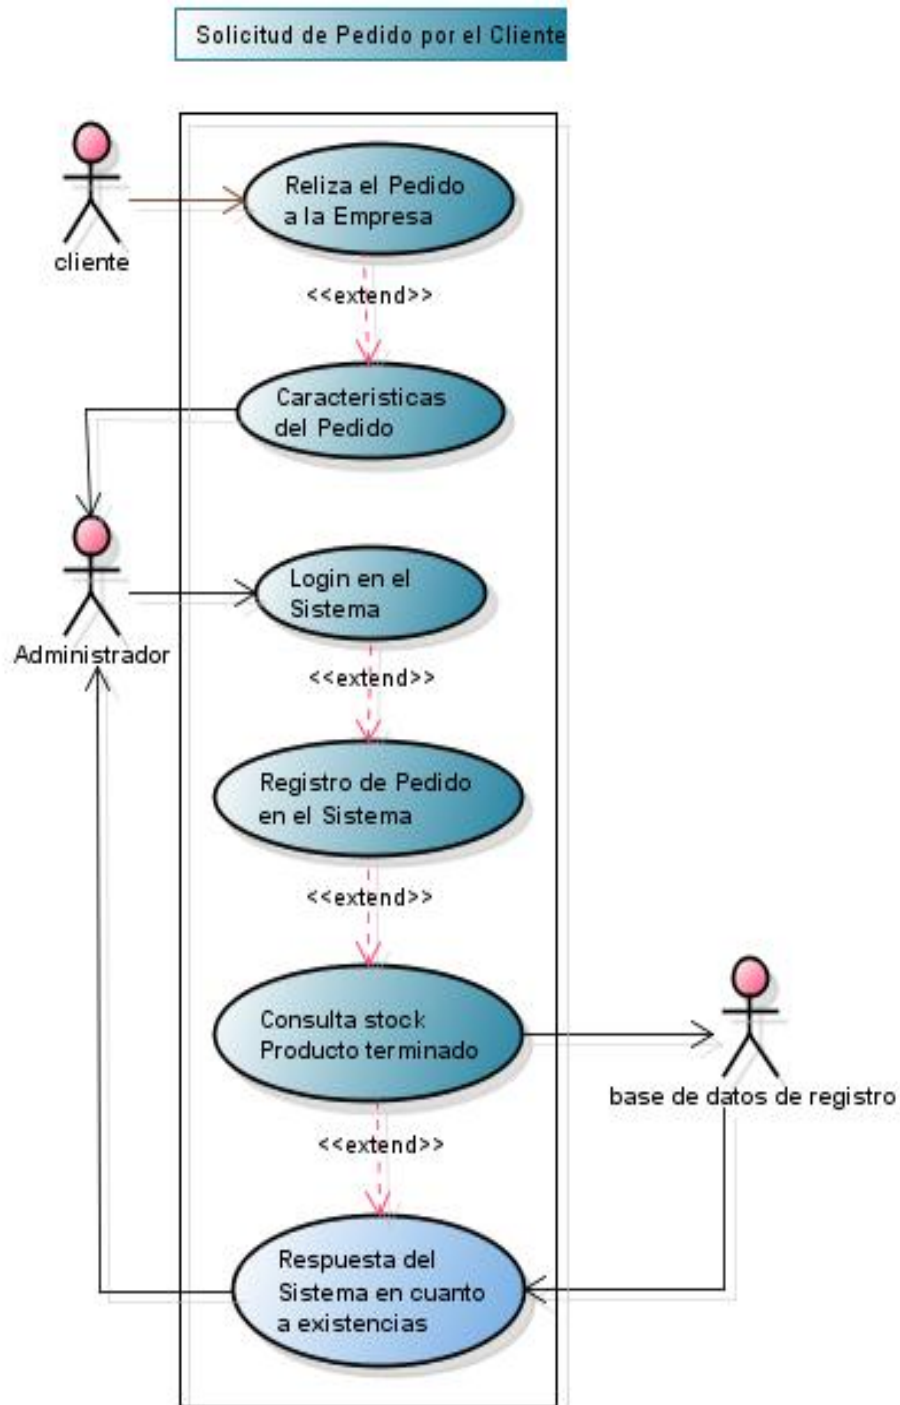 Solicitud de Pedido por el Cliente
Reliza el Pedido
a la Empresa
cliente
<<extend>>
Caracteristicas
del Pedido
Login en el
Sistema
Administrador
<<extend>>
Registro de Pedido
en el Sistema
<<extend>>
Consulta stock
Producto terminado
base de datos de registro
<<extend>>
Respuesta del
Sistema en cuanto
a existencias